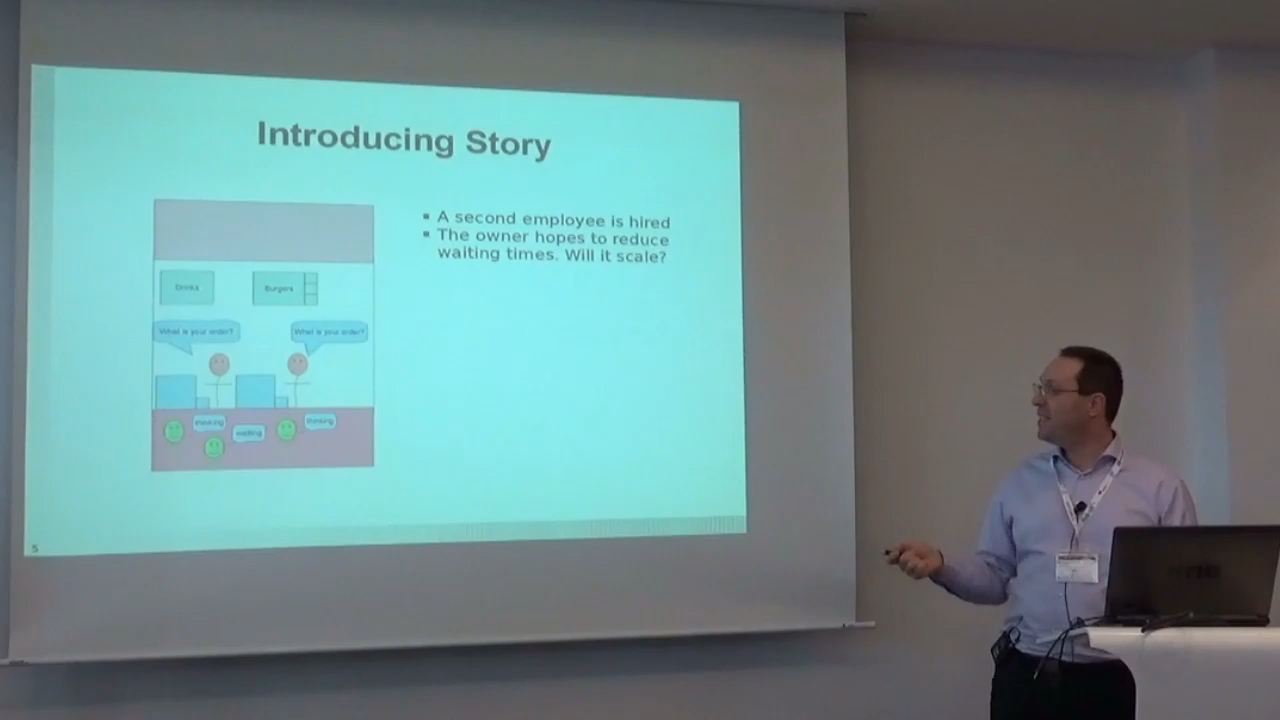 Introducing Story
▪ A second employee is hired
▪ The owner hopes to reduce
waiting times. Will it scale?
Drinks
Burgers
What is your order?
What is your order?
thinking
waiting
thinking
5